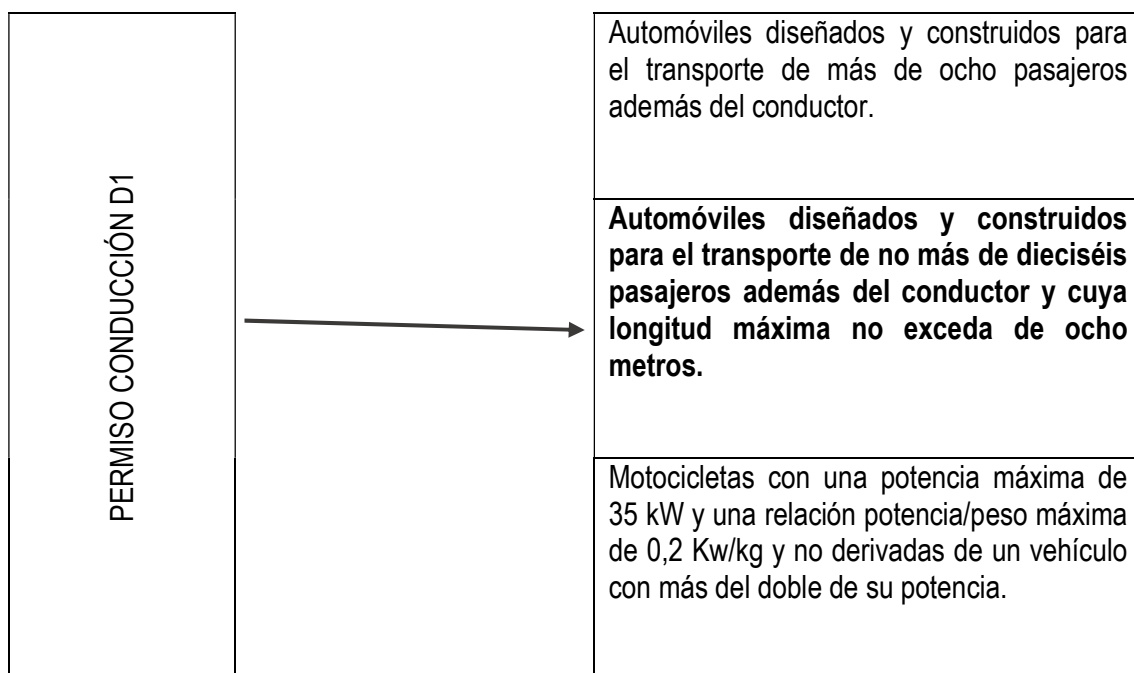 PERMISO CONDUCCIÓN D1
Automóviles diseñados y construidos para
el transporte de más de ocho pasajeros
además del conductor.
Automóviles diseñados y construidos
para el transporte de no más de dieciséis
pasajeros además del conductor y cuya
longitud máxima no exceda de ocho
metros.
Motocicletas con una potencia máxima de
35 kW y una relación potencia/peso máxima
de 0,2 Kw/kg y no derivadas de un vehículo
con más del doble de su potencia.